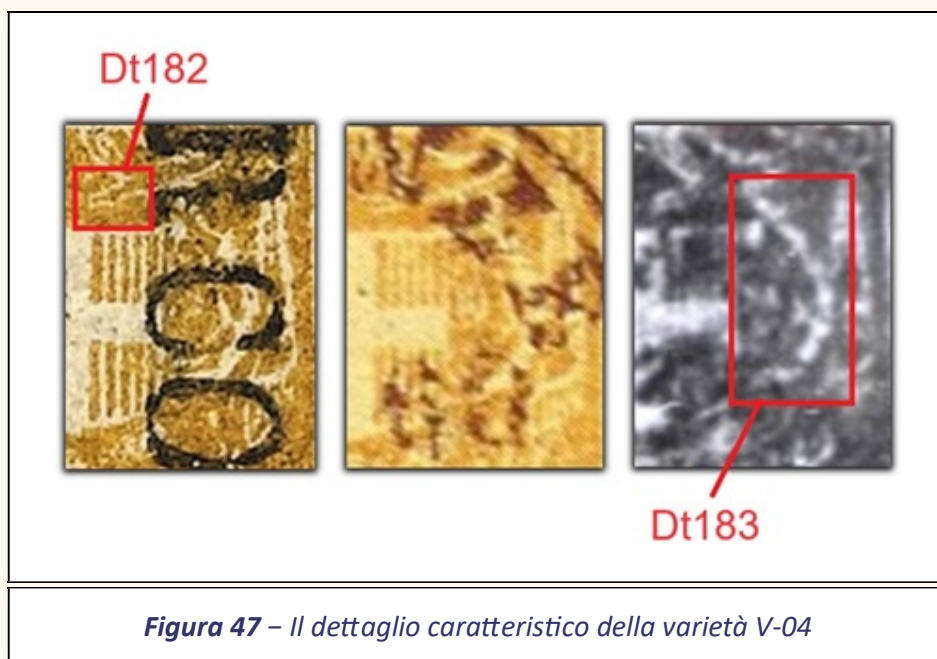 Dt182
Dt183
Figura 47 – Il dettaglio caratteristico della varietà V-04